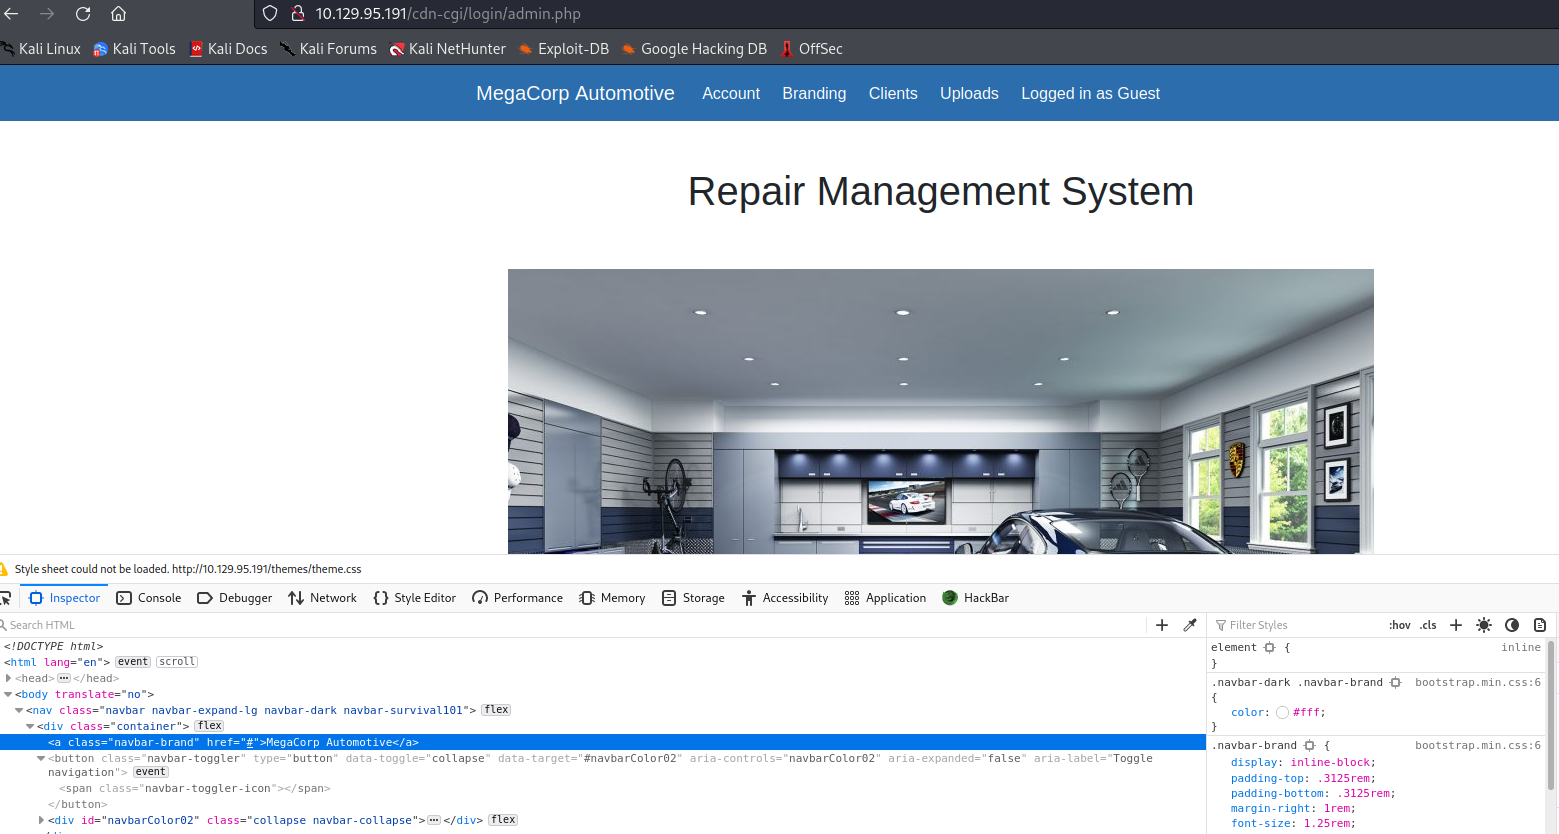 10.129.95.191/cdn-cgi/login/admin.php
Kali Linux Kali Tools Kali Docs Kali Forums Kali NetHunter Exploit-DB Google Hacking DB OffSec
MegaCorp Automotive Account Branding Clients Uploads Logged in as Guest
Repair Management System
Style sheet could not be loaded. http://10.129.95.191/themes/theme.css
Inspector Console Debugger Network Style Editor Performance Memory Storage Accessibility Application HackBar
Search HTML
Filter Styles :hov .cls
<!DOCTYPE html>
<html lang="en"> event scroll
<head> ··· </head>
<body translate="no">
<nav class="navbar navbar-expand-lg navbar-dark navbar-survival101"> flex
<div class="container"> flex
<a class="navbar-brand" href="#">MegaCorp Automotive</a>
<button class="navbar-toggler" type="button" data-toggle="collapse" data-target="#navbarColor02" aria-controls="navbarColor02" aria-expanded="false" aria-label="Toggle
navigation"> event
<span class="navbar-toggler-icon"></span>
</button>
<div id="navbarColor02" class="collapse navbar-collapse"> ··· </div> flex
element { inline
}
.navbar-dark .navbar-brand bootstrap.min.css:6
{
color: #fff;
}
.navbar-brand { bootstrap.min.css:6
display: inline-block;
padding-top: .3125rem;
padding-bottom: .3125rem;
margin-right: 1rem;
font-size: 1.25rem;